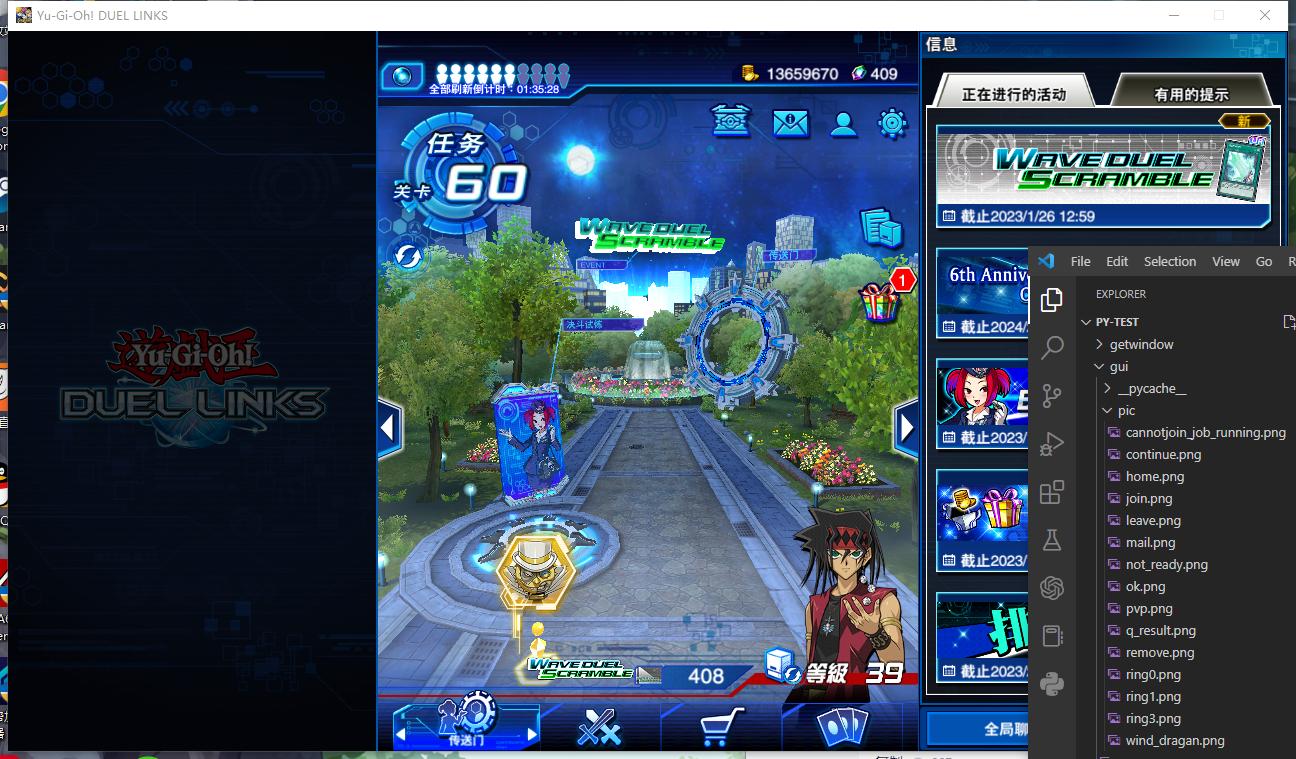 Yu-Gi-Oh! DUEL LINKS
Yu-Gi-Oh!
DUEL LINKS
全部刷新倒计时：01:35:28
13659670
409
任务
关卡 60
WAVE DUEL
SCRAMBLE
EVENT
传送门
决斗试炼
1
WAVE DUEL
SCRAMBLE
408
等級 39
传送门
信息
正在进行的活动
有用的提示
新
WAVE DUEL
SCRAMBLE
截止2023/1/26 12:59
6th Anniv
截止2024/
截止2023/
截止2023/
截止2023/
全局聊
File Edit Selection View Go R
EXPLORER
PY-TEST
getwindow
gui
__pycache__
pic
cannotjoin_job_running.png
continue.png
home.png
join.png
leave.png
mail.png
not_ready.png
ok.png
pvp.png
q_result.png
remove.png
ring0.png
ring1.png
ring3.png
wind_dragan.png